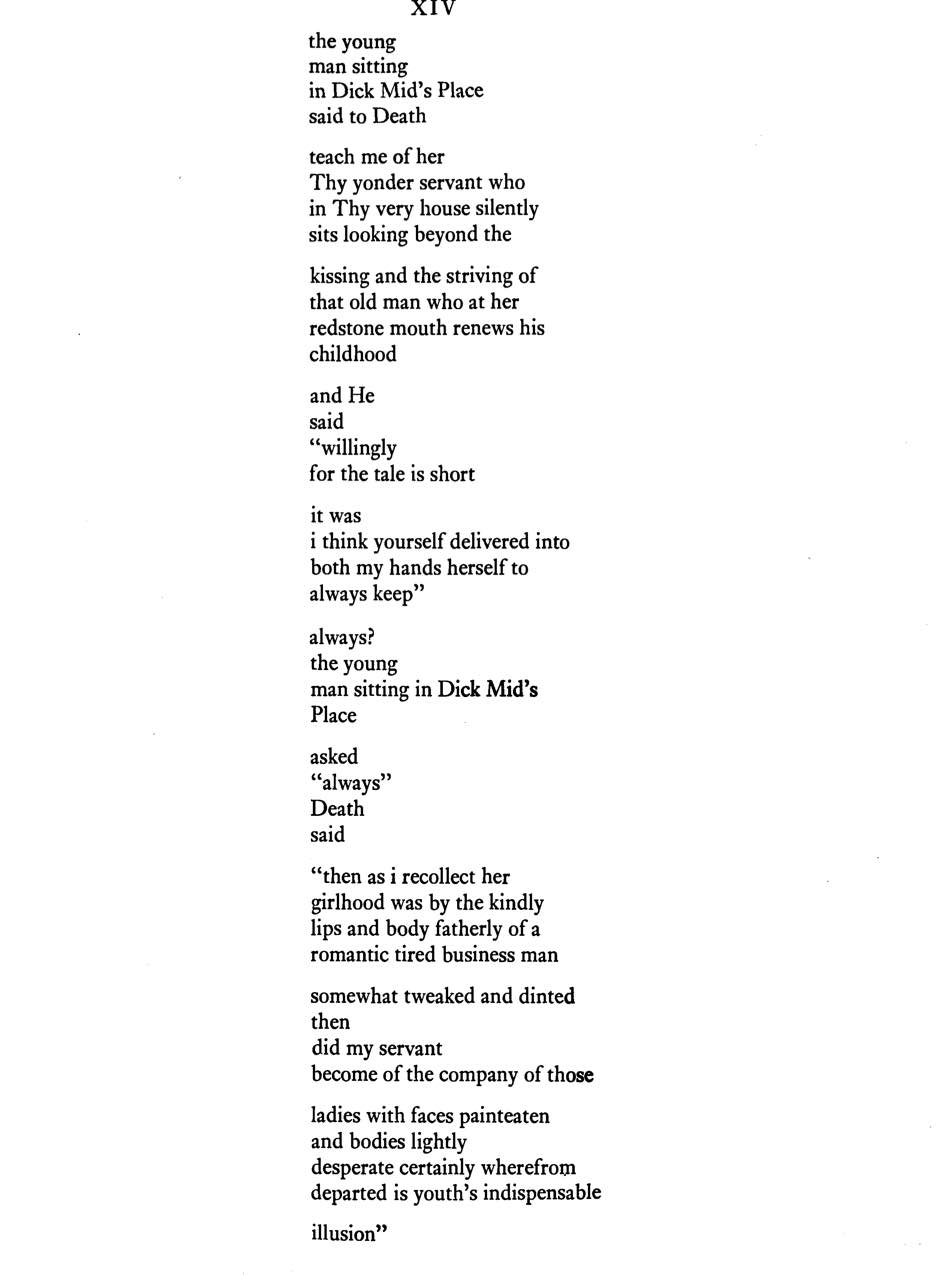 XIV
the young
man sitting
in Dick Mid's Place
said to Death
teach me of her
Thy yonder servant who
in Thy very house silently
sits looking beyond the
kissing and the striving of
that old man who at her
redstone mouth renews his
childhood
and He
said
“willingly
for the tale is short
it was
i think yourself delivered into
both my hands herself to
always keep”
always?
the young
man sitting in Dick Mid's
Place
asked
“always”
Death
said
“then as i recollect her
girlhood was by the kindly
lips and body fatherly of a
romantic tired business man
somewhat tweaked and dinted
then
did my servant
become of the company of those
ladies with faces painteaten
and bodies lightly
desperate certainly wherefrom
departed is youth's indispensable
illusion”